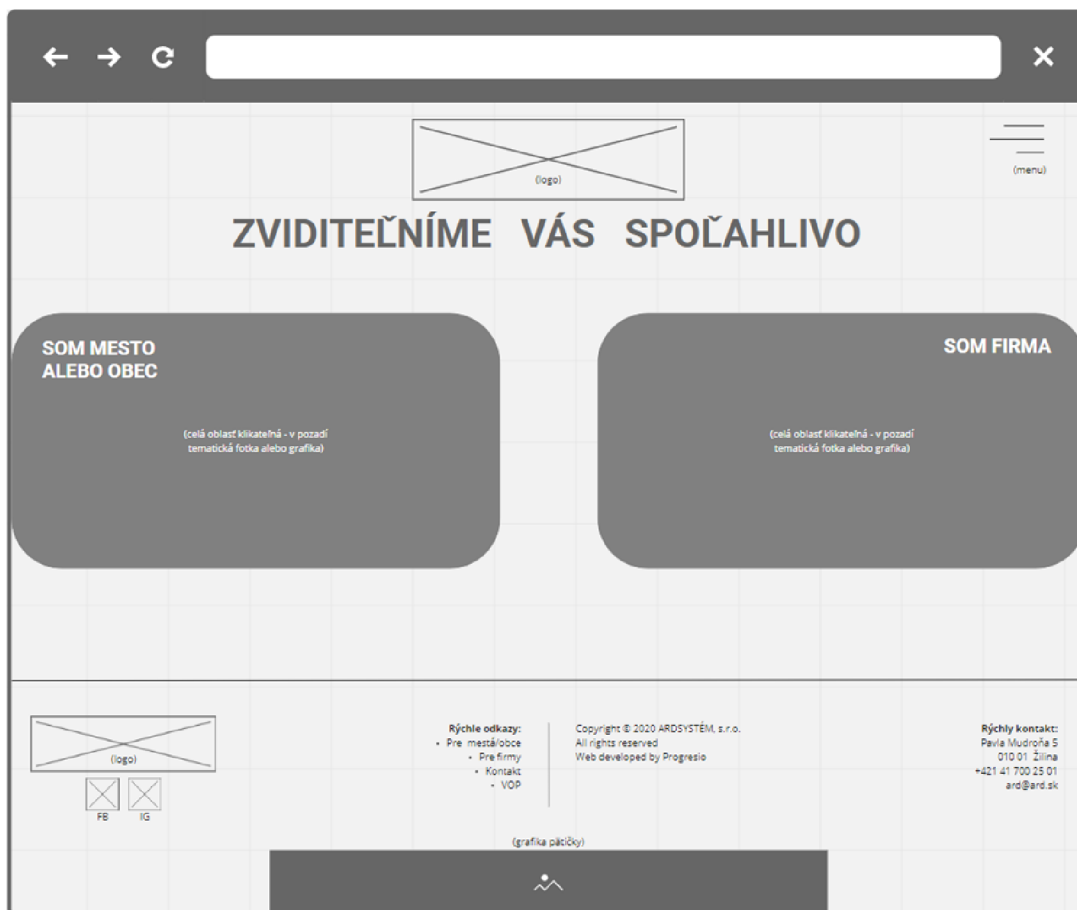 (logo)
(menu)
ZVIDITEĽNÍME VÁS SPOĽAHLIVO
SOM MESTO
ALEBO OBEC
(celá oblasť klikateľná - v pozadí
tematická fotka alebo grafika)
SOM FIRMA
(celá oblasť klikateľná - v pozadí
tematická fotka alebo grafika)
(logo)
FB
IG
Rýchle odkazy:
• Pre mestá/obce
• Pre firmy
• Kontakt
• VOP
Copyright © 2020 ARDSYSTÉM, s.r.o.
All rights reserved
Web developed by Progresio
Rýchly kontakt:
Pavla Mudroňa 5
010 01 Žilina
+421 41 700 25 01
ard@ard.sk
(grafika pätičky)